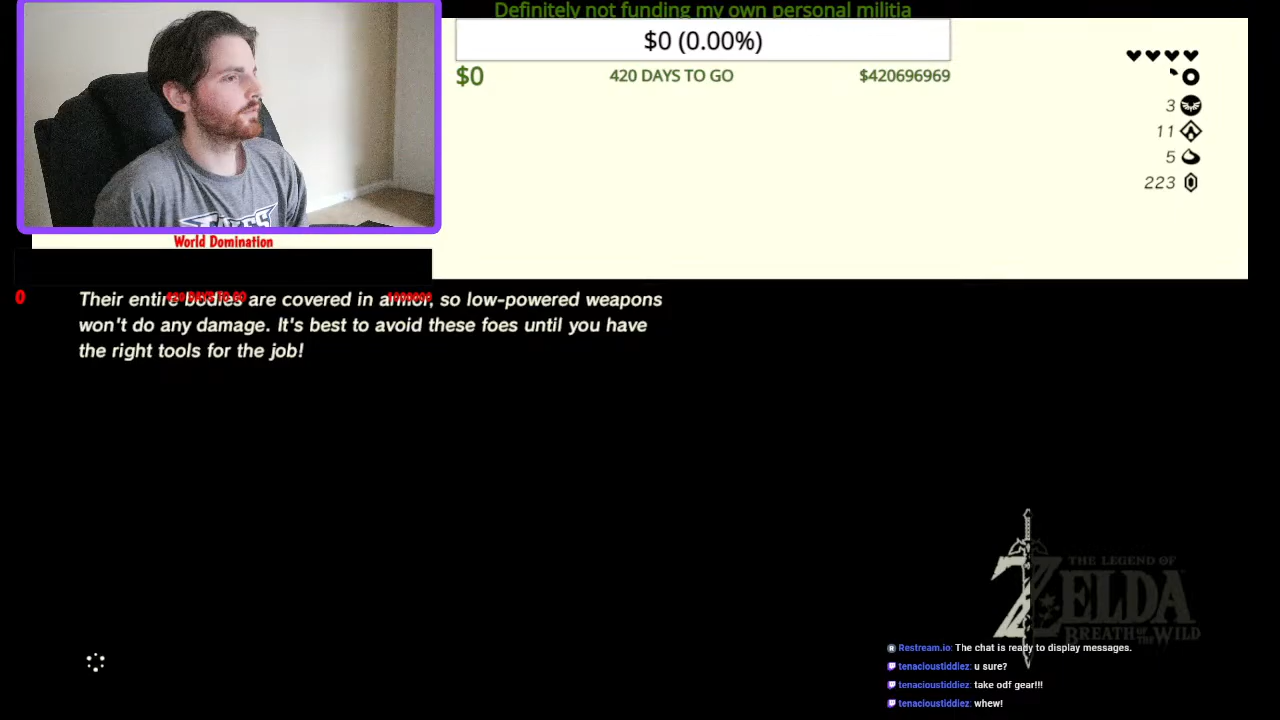 Definitely not funding my own personal militia
$0 (0.00%)
$0 420 DAYS TO GO $420696969
3
11
5
223
World Domination
0 420 DAYS TO GO
Their entire bodies are covered in armor, so low-powered weapons
won't do any damage. It's best to avoid these foes until you have
the right tools for the job!
THE LEGEND OF
ZELDA
BREATH OF THE WILD
Restream.io: The chat is ready to display messages.
tenacioustiddiez: u sure?
tenacioustiddiez: take odf gear!!!
tenacioustiddiez: whew!